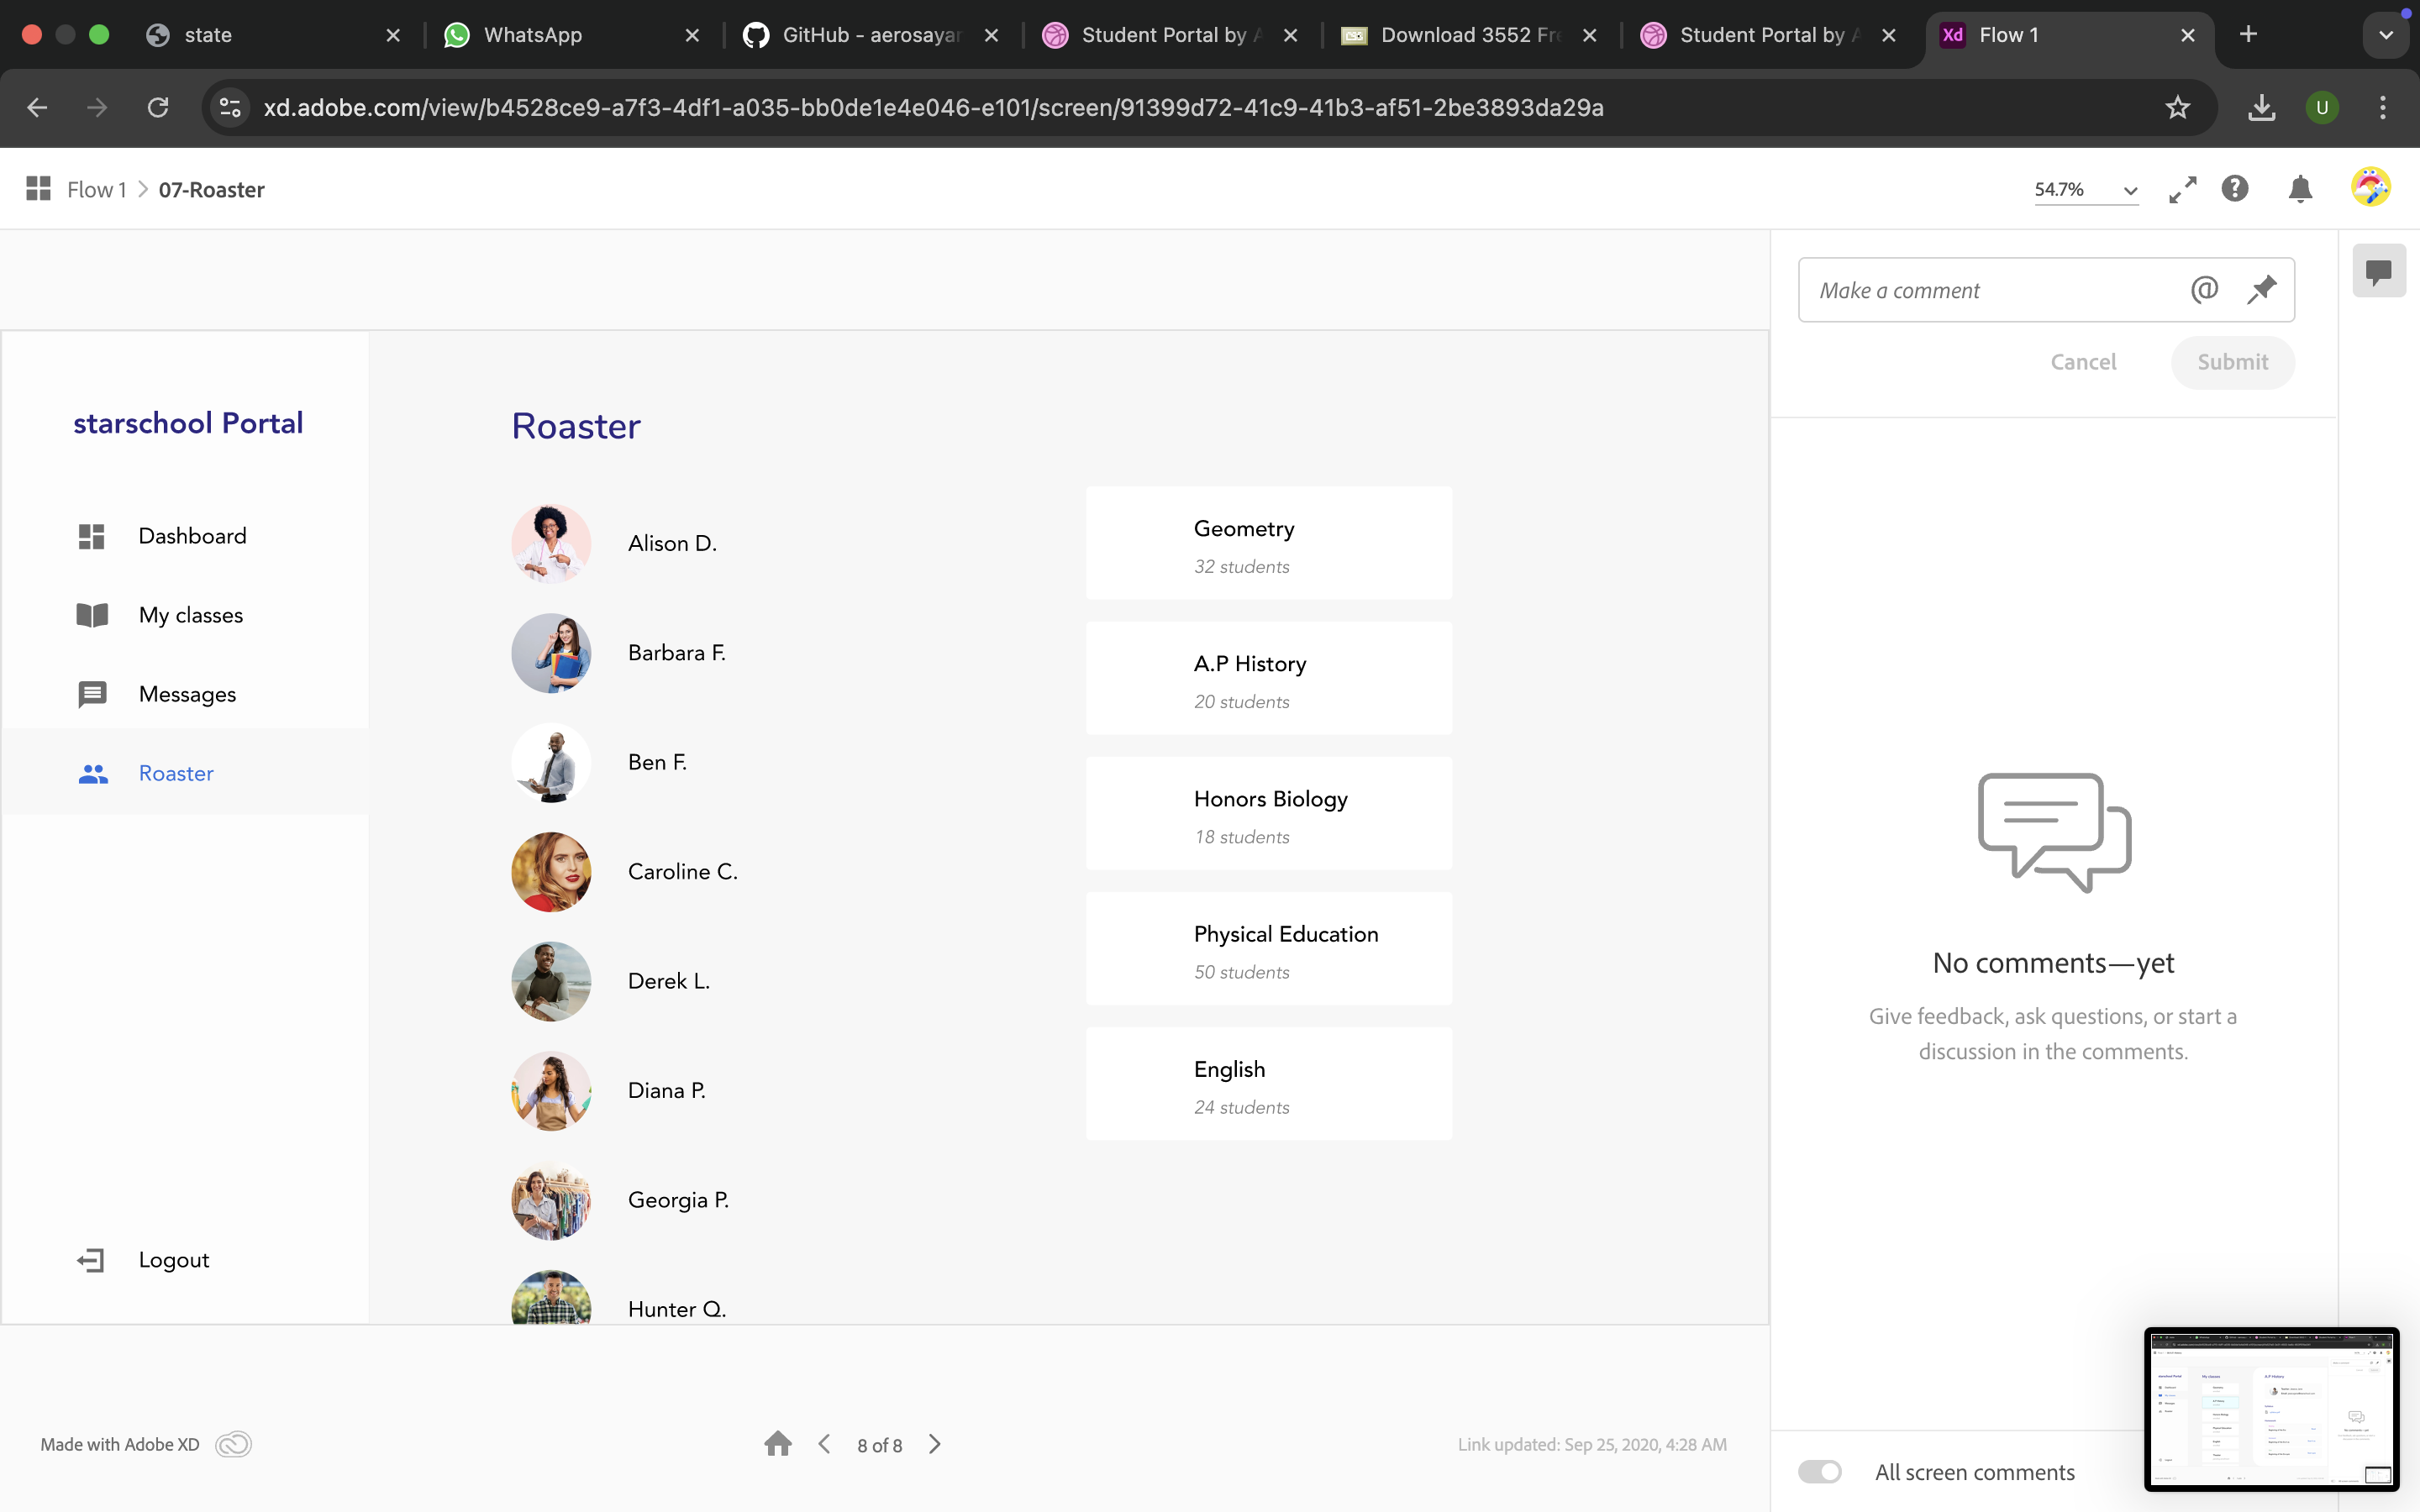 state
WhatsApp
GitHub - aerosayan
Student Portal by A
Download 3552 Fre
Student Portal by A
Xd Flow 1
xd.adobe.com/view/b4528ce9-a7f3-4df1-a035-bb0de1e4e046-e101/screen/91399d72-41c9-41b3-af51-2be3893da29a
U
Flow 1 > 07-Roaster
54.7%
Make a comment
Cancel
Submit
starschool Portal
Dashboard
My classes
Messages
Roaster
Logout
Roaster
Alison D.
Barbara F.
Ben F.
Caroline C.
Derek L.
Diana P.
Georgia P.
Hunter Q.
Geometry
32 students
A.P History
20 students
Honors Biology
18 students
Physical Education
50 students
English
24 students
No comments—yet
Give feedback, ask questions, or start a
discussion in the comments.
Made with Adobe XD
8 of 8
Link updated: Sep 25, 2020, 4:28 AM
All screen comments